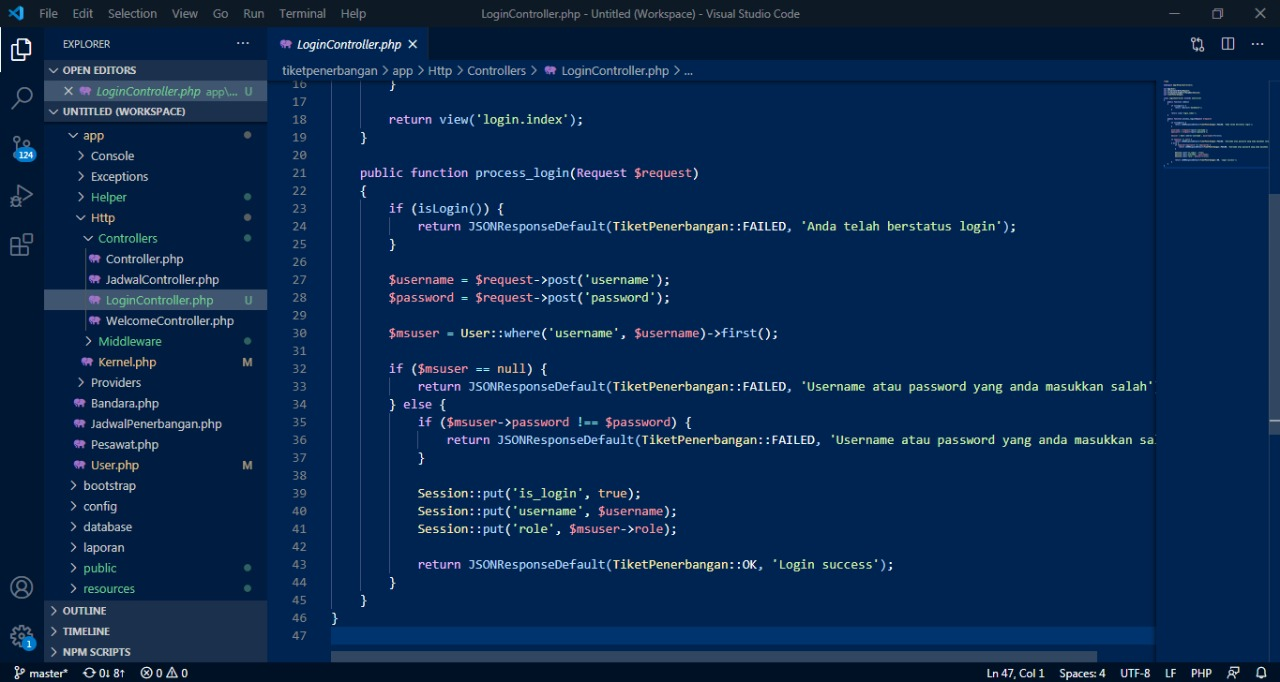 File Edit Selection View Go Run Terminal Help LoginController.php - Untitled (Workspace) - Visual Studio Code
EXPLORER
OPEN EDITORS
LoginController.php app\... U
UNTITLED (WORKSPACE)
app
Console
Exceptions
Helper
Http
Controllers
Controller.php
JadwalController.php
LoginController.php U
WelcomeController.php
Middleware
Kernel.php M
Providers
Bandara.php
JadwalPenerbangan.php
Pesawat.php
User.php M
bootstrap
config
database
laporan
public
resources
OUTLINE
TIMELINE
NPM SCRIPTS
124
1
LoginController.php
tiketpenerbangan > app > Http > Controllers > LoginController.php > ...
16 }
17
18 return view('login.index');
19 }
20
21 public function process_login(Request $request)
22 {
23 if (isLogin()) {
24 return JSONResponseDefault(TiketPenerbangan::FAILED, 'Anda telah berstatus login');
25 }
26
27 $username = $request->post('username');
28 $password = $request->post('password');
29
30 $msuser = User::where('username', $username)->first();
31
32 if ($msuser == null) {
33 return JSONResponseDefault(TiketPenerbangan::FAILED, 'Username atau password yang anda masukkan salah'
34 } else {
35 if ($msuser->password !== $password) {
36 return JSONResponseDefault(TiketPenerbangan::FAILED, 'Username atau password yang anda masukkan sa
37 }
38
39 Session::put('is_login', true);
40 Session::put('username', $username);
41 Session::put('role', $msuser->role);
42
43 return JSONResponseDefault(TiketPenerbangan::OK, 'Login success');
44 }
45 }
46 }
47
master* 0↓ 8↑ 0 0 Ln 47, Col 1 Spaces: 4 UTF-8 LF PHP